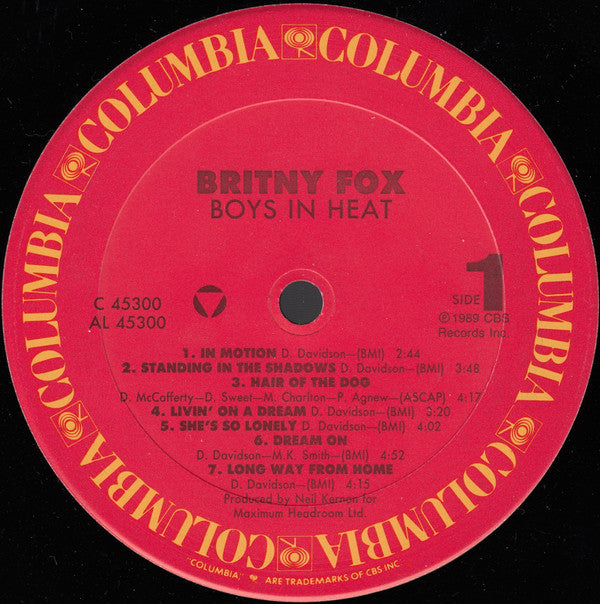 COLUMBIA COLUMBIA COLUMBIA COLUMBIA COLUMBIA COLUMBIA
BRITNY FOX
BOYS IN HEAT
C 45300
AL 45300
SIDE 1
℗ 1989 CBS
Records Inc.
1. IN MOTION D. Davidson—(BMI) 2:44
2. STANDING IN THE SHADOWS D. Davidson—(BMI) 3:48
3. HAIR OF THE DOG
D. McCafferty—D. Sweet—M. Charlton—P. Agnew—(ASCAP) 4:17
4. LIVIN' ON A DREAM D. Davidson—(BMI) 3:20
5. SHE'S SO LONELY D. Davidson—(BMI) 4:02
6. DREAM ON
D. Davidson—M.K. Smith—(BMI) 4:52
7. LONG WAY FROM HOME
D. Davidson—(BMI) 4:15
Produced by Neil Kernon for
Maximum Headroom Ltd.
"COLUMBIA," ARE TRADEMARKS OF CBS INC.